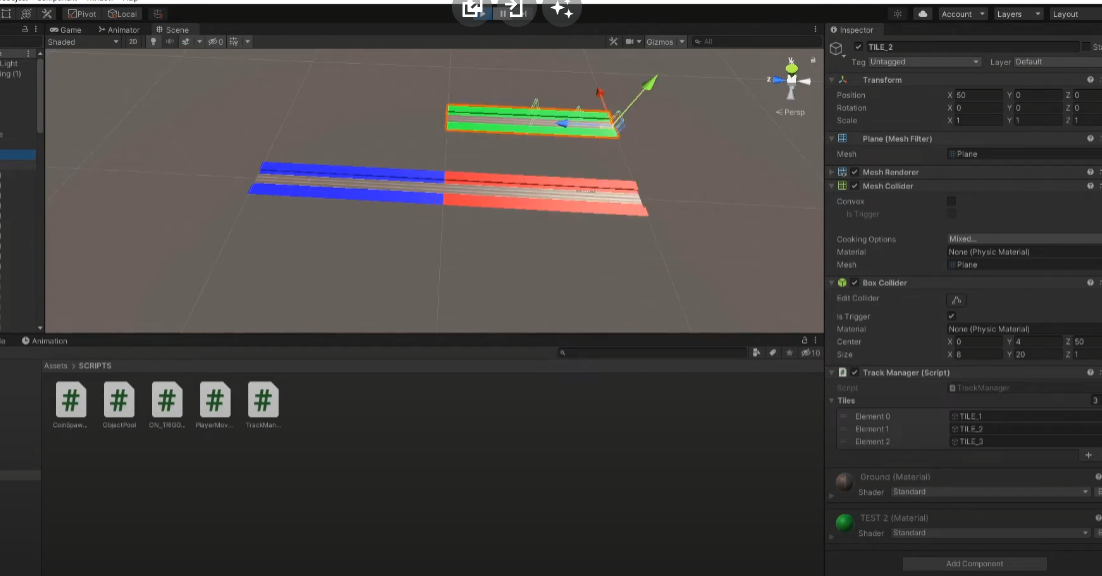 Pivot Local
Account Layers Layout
Game Animator Scene
Shaded 2D 0 Gizmos All
Persp
Light
Inspector
TILE_2
Tag Untagged Layer Default
Transform
Position X 50 Y 0 Z 0
Rotation X 0 Y 0 Z 0
Scale X 1 Y 1 Z 1
Plane (Mesh Filter)
Mesh Plane
Mesh Renderer
Mesh Collider
Convex
Is Trigger
Cooking Options Mixed...
Material None (Physic Material)
Mesh Plane
Box Collider
Edit Collider
Is Trigger
Material None (Physic Material)
Center X 0 Y 4 Z 50
Size X 8 Y 20 Z 1
Track Manager (Script)
Script TrackManager
Tiles 3
Element 0 TILE_1
Element 1 TILE_2
Element 2 TILE_3
Ground (Material)
Shader Standard
TEST 2 (Material)
Shader Standard
Add Component
Animation
10
Assets > SCRIPTS
CoinSpaw... ObjectPool ON_TRIGG... PlayerMov... TrackMan...